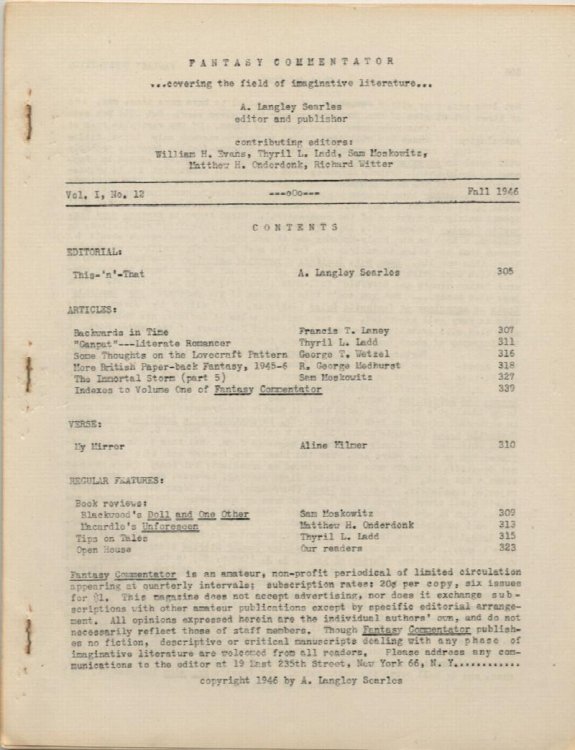 FANTASY COMMENTATOR
...covering the field of imaginative literature...
A. Langley Searles
editor and publisher
contributing editors:
William H. Evans, Thyril L. Ladd, Sam Moskowitz,
Matthew H. Onderdonk, Richard Witter
Vol. I, No. 12 ---oOo--- Fall 1946
CONTENTS
EDITORIAL:
This-'n'-That A. Langley Searles 305
ARTICLES:
Backwards in Time Francis T. Laney 307
"Ganpat"---Literate Romancer Thyril L. Ladd 311
Some Thoughts on the Lovecraft Pattern George T. Wetzel 316
More British Paper-back Fantasy, 1945-6 R. George Medhurst 318
The Immortal Storm (part 5) Sam Moskowitz 327
Indexes to Volume One of Fantasy Commentator 339
VERSE:
My Mirror Aline Kilmer 310
REGULAR FEATURES:
Book reviews:
Blackwood's Doll and One Other Sam Moskowitz 309
Macardle's Unforeseen Matthew H. Onderdonk 313
Tips on Tales Thyril L. Ladd 315
Open House Our readers 323
Fantasy Commentator is an amateur, non-profit periodical of limited circulation
appearing at quarterly intervals; subscription rates: 20¢ per copy, six issues
for $1. This magazine does not accept advertising, nor does it exchange sub-
scriptions with other amateur publications except by specific editorial arrange-
ment. All opinions expressed herein are the individual authors' own, and do not
necessarily reflect those of staff members. Though Fantasy Commentator publish-
es no fiction, descriptive or critical manuscripts dealing with any phase of
imaginative literature are welcomed from all readers. Please address any com-
munications to the editor at 19 East 235th Street, New York 66, N. Y............
copyright 1946 by A. Langley Searles